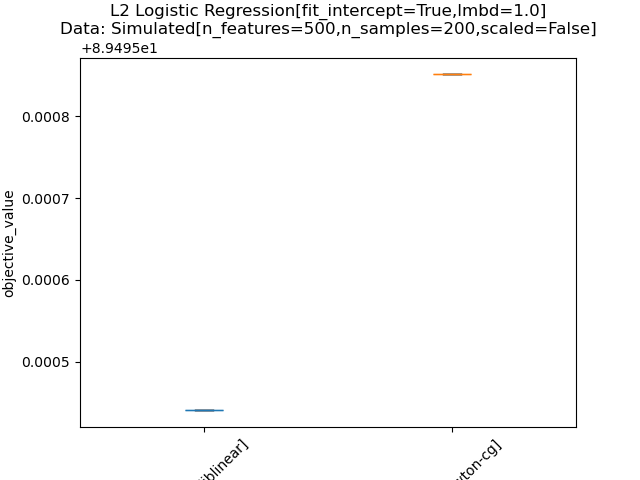 L2 Logistic Regression[fit_intercept=True,lmbd=1.0]
Data: Simulated[n_features=500,n_samples=200,scaled=False]
+8.9495e1
0.0008
0.0007
0.0006
0.0005
objective_value
iblinear]
ton-cg]